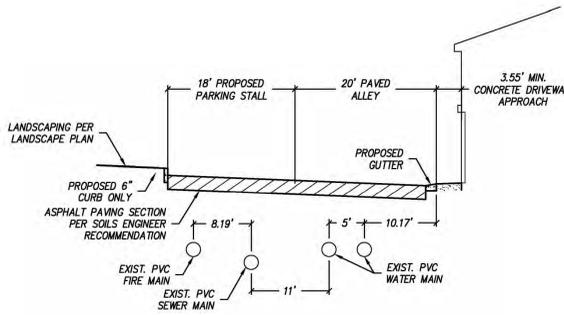 18' PROPOSED
PARKING STALL
20' PAVED
ALLEY
3.55' MIN.
CONCRETE DRIVEWA
APPROACH
LANDSCAPING PER
LANDSCAPE PLAN
PROPOSED
GUTTER
PROPOSED 6"
CURB ONLY
ASPHALT PAVING SECTION
PER SOILS ENGINEER
RECOMMENDATION
8.19'
5'
10.17'
EXIST. PVC
FIRE MAIN
EXIST. PVC
SEWER MAIN
11'
EXIST. PVC
WATER MAIN